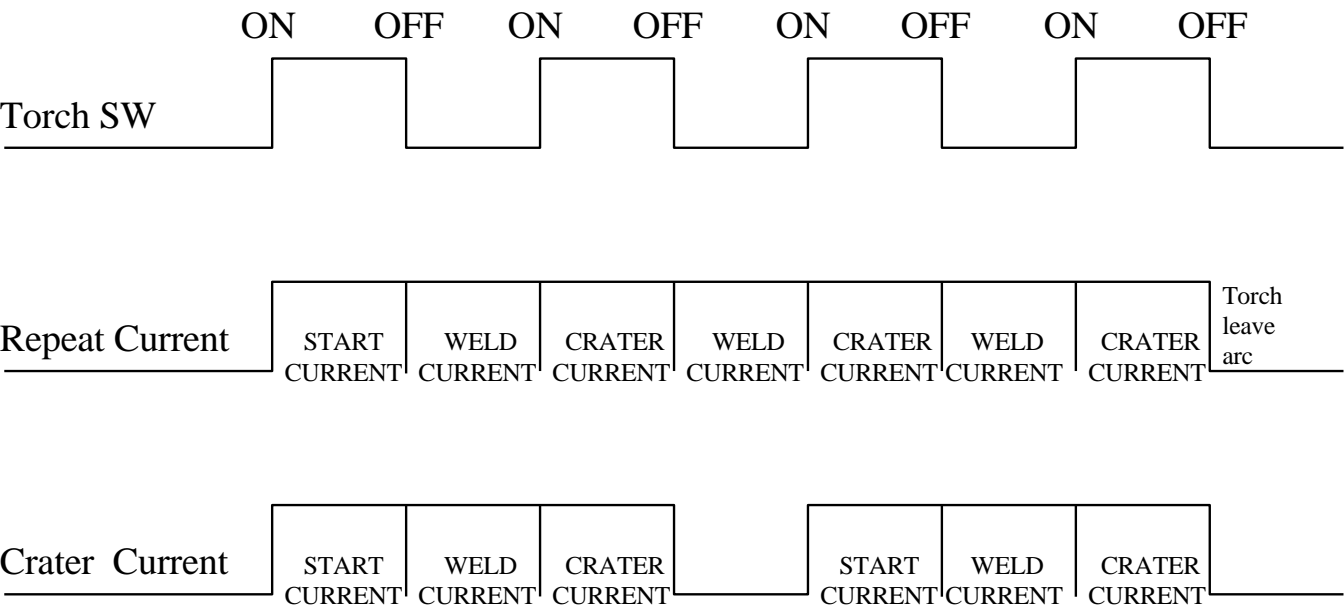 ON OFF ON OFF ON OFF ON OFF
Torch SW
Repeat Current
START CURRENT
WELD CURRENT
CRATER CURRENT
WELD CURRENT
CRATER CURRENT
WELD CURRENT
CRATER CURRENT
Torch
leave
arc
Crater Current
START CURRENT
WELD CURRENT
CRATER CURRENT
START CURRENT
WELD CURRENT
CRATER CURRENT